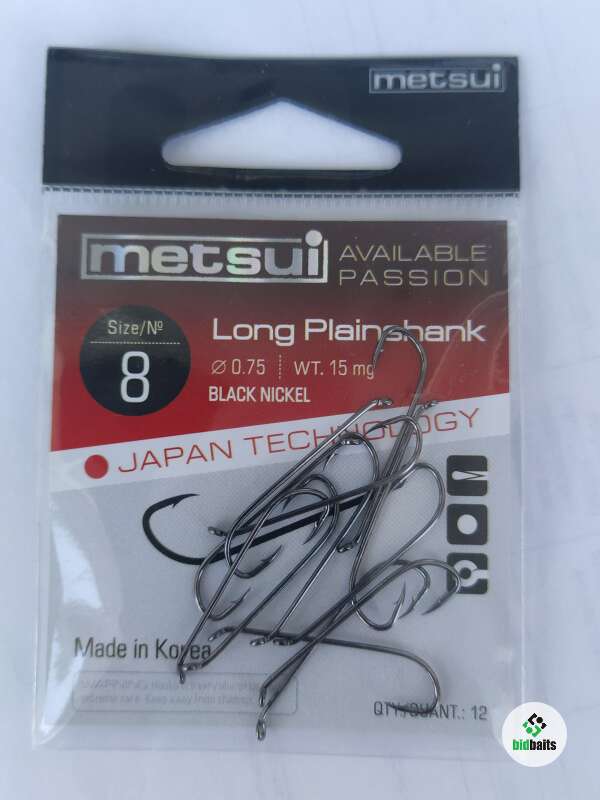 metsui
metsui AVAILABLE
PASSION
Size/№
8
Long Plainshank
Ø 0.75 WT. 15 mg
BLACK NICKEL
JAPAN TECHNOLOGY
Made in Korea
QTY./QUANT.: 12
bidbaits